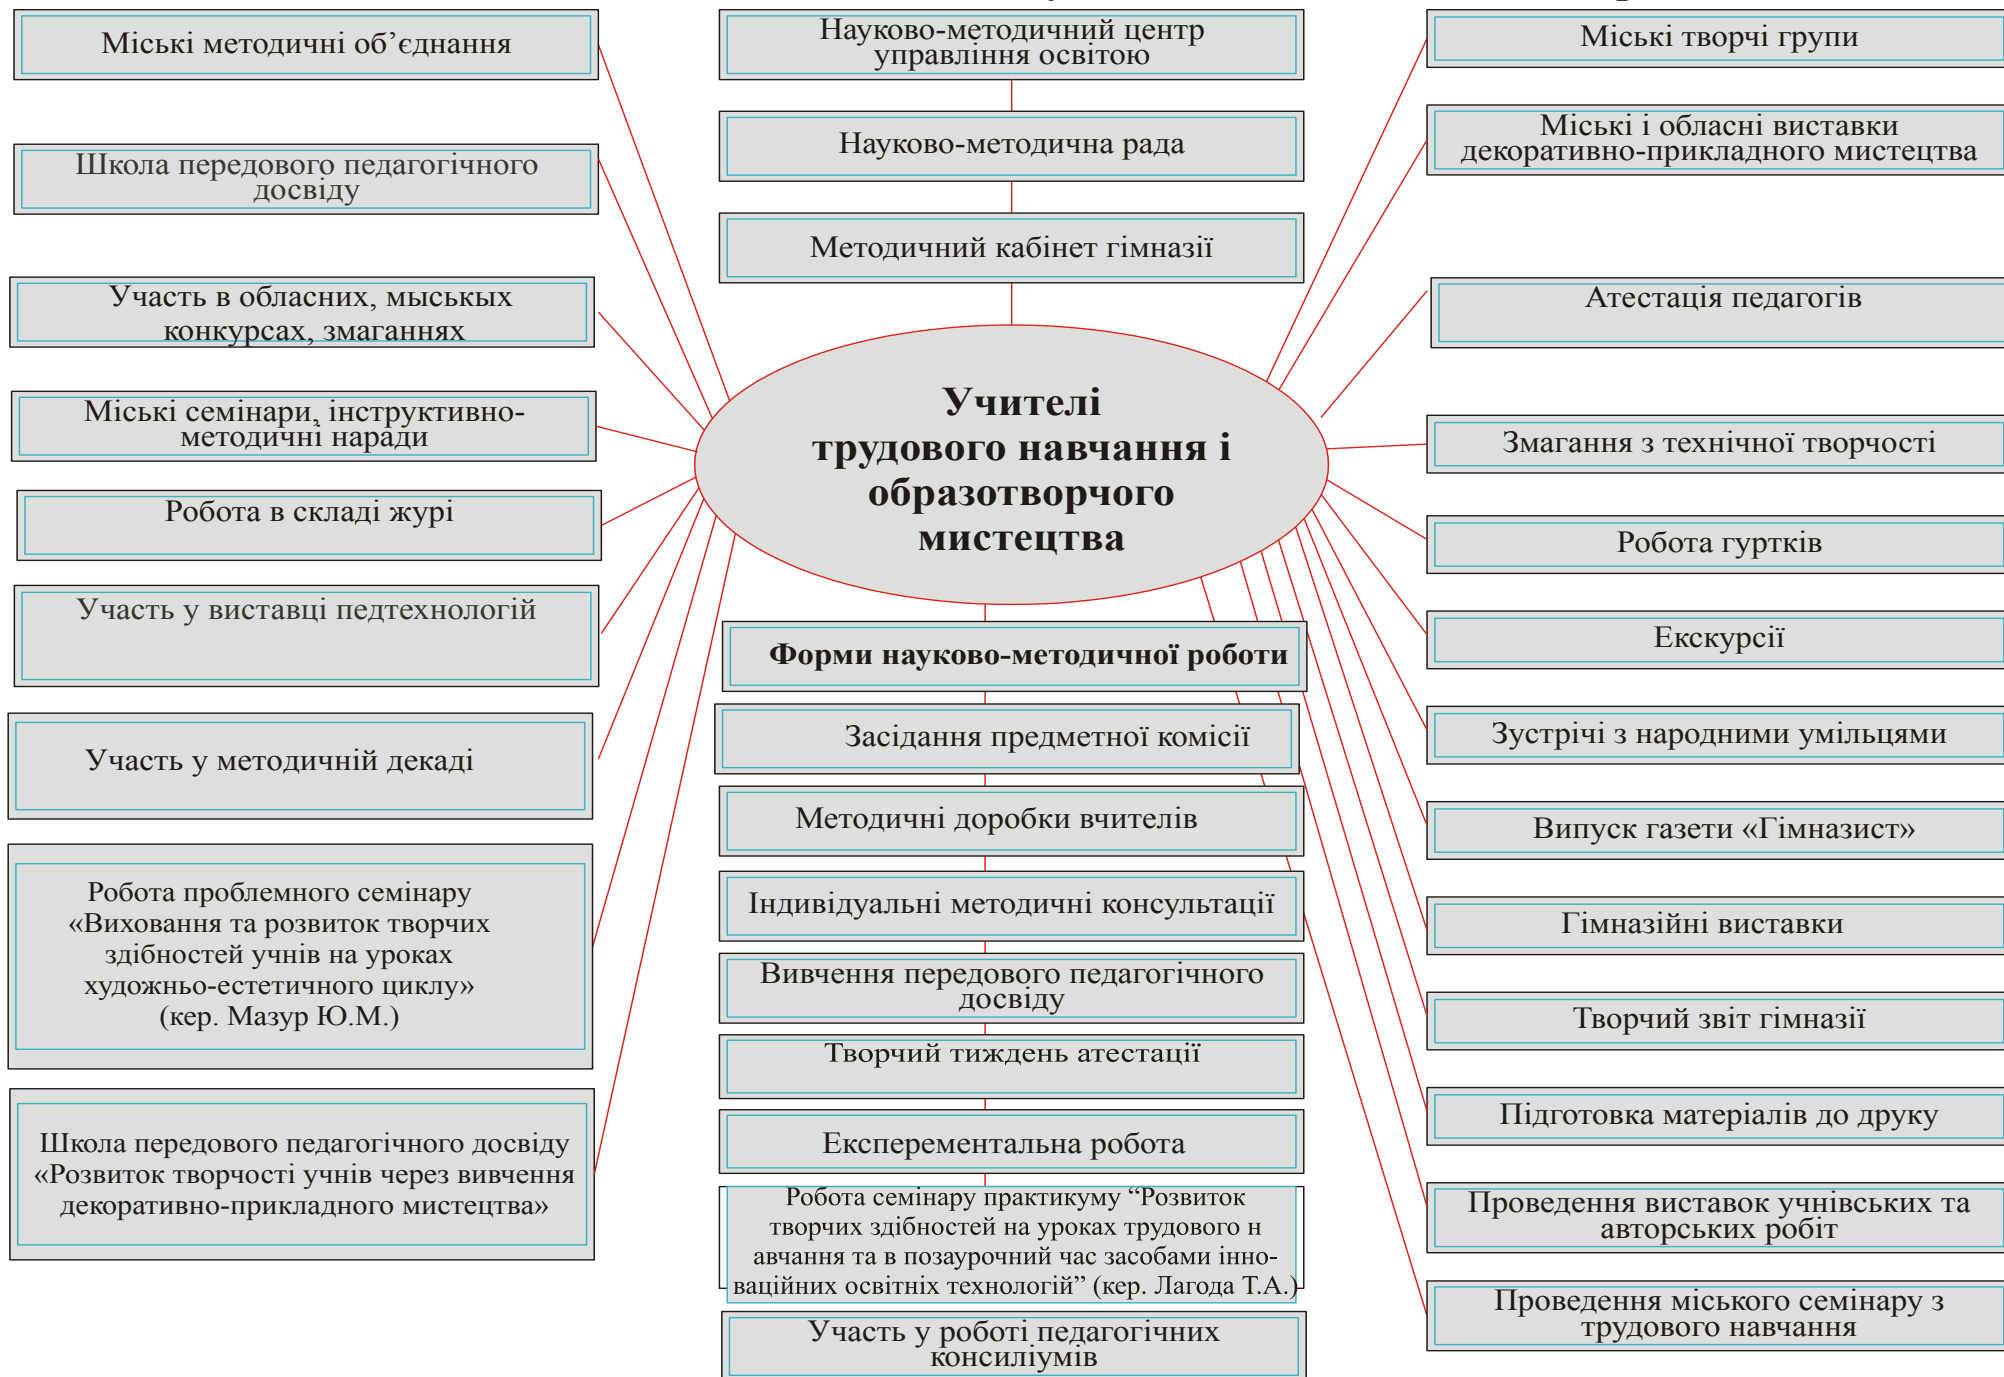 Міські методичні об’єднання
Школа передового педагогічного
досвіду
Участь в обласних, мыськых
конкурсах, змаганнях
Міські семінари, інструктивно-
методичні наради
Робота в складі журі
Участь у виставці педтехнологій
Участь у методичній декаді
Робота проблемного семінару
«Виховання та розвиток творчих
здібностей учнів на уроках
художньо-естетичного циклу»
(кер. Мазур Ю.М.)
Школа передового педагогічного досвіду
«Розвиток творчості учнів через вивчення
декоративно-прикладного мистецтва»
Науково-методичний центр
управління освітою
Науково-методична рада
Методичний кабінет гімназії
Учителі
трудового навчання і
образотворчого
мистецтва
Форми науково-методичної роботи
Засідання предметної комісії
Методичні доробки вчителів
Індивідуальні методичні консультації
Вивчення передового педагогічного
досвіду
Творчий тиждень атестації
Експерементальна робота
Робота семінару практикуму “Розвиток
творчих здібностей на уроках трудового н
авчання та в позаурочний час засобами інно-
ваційних освітніх технологій” (кер. Лагода Т.А.)
Участь у роботі педагогічних
консиліумів
Міські творчі групи
Міські і обласні виставки
декоративно-прикладного мистецтва
Атестація педагогів
Змагання з технічної творчості
Робота гуртків
Екскурсії
Зустрічі з народними умільцями
Випуск газети «Гімназист»
Гімназійні виставки
Творчий звіт гімназії
Підготовка матеріалів до друку
Проведення виставок учнівських та
авторських робіт
Проведення міського семінару з
трудового навчання